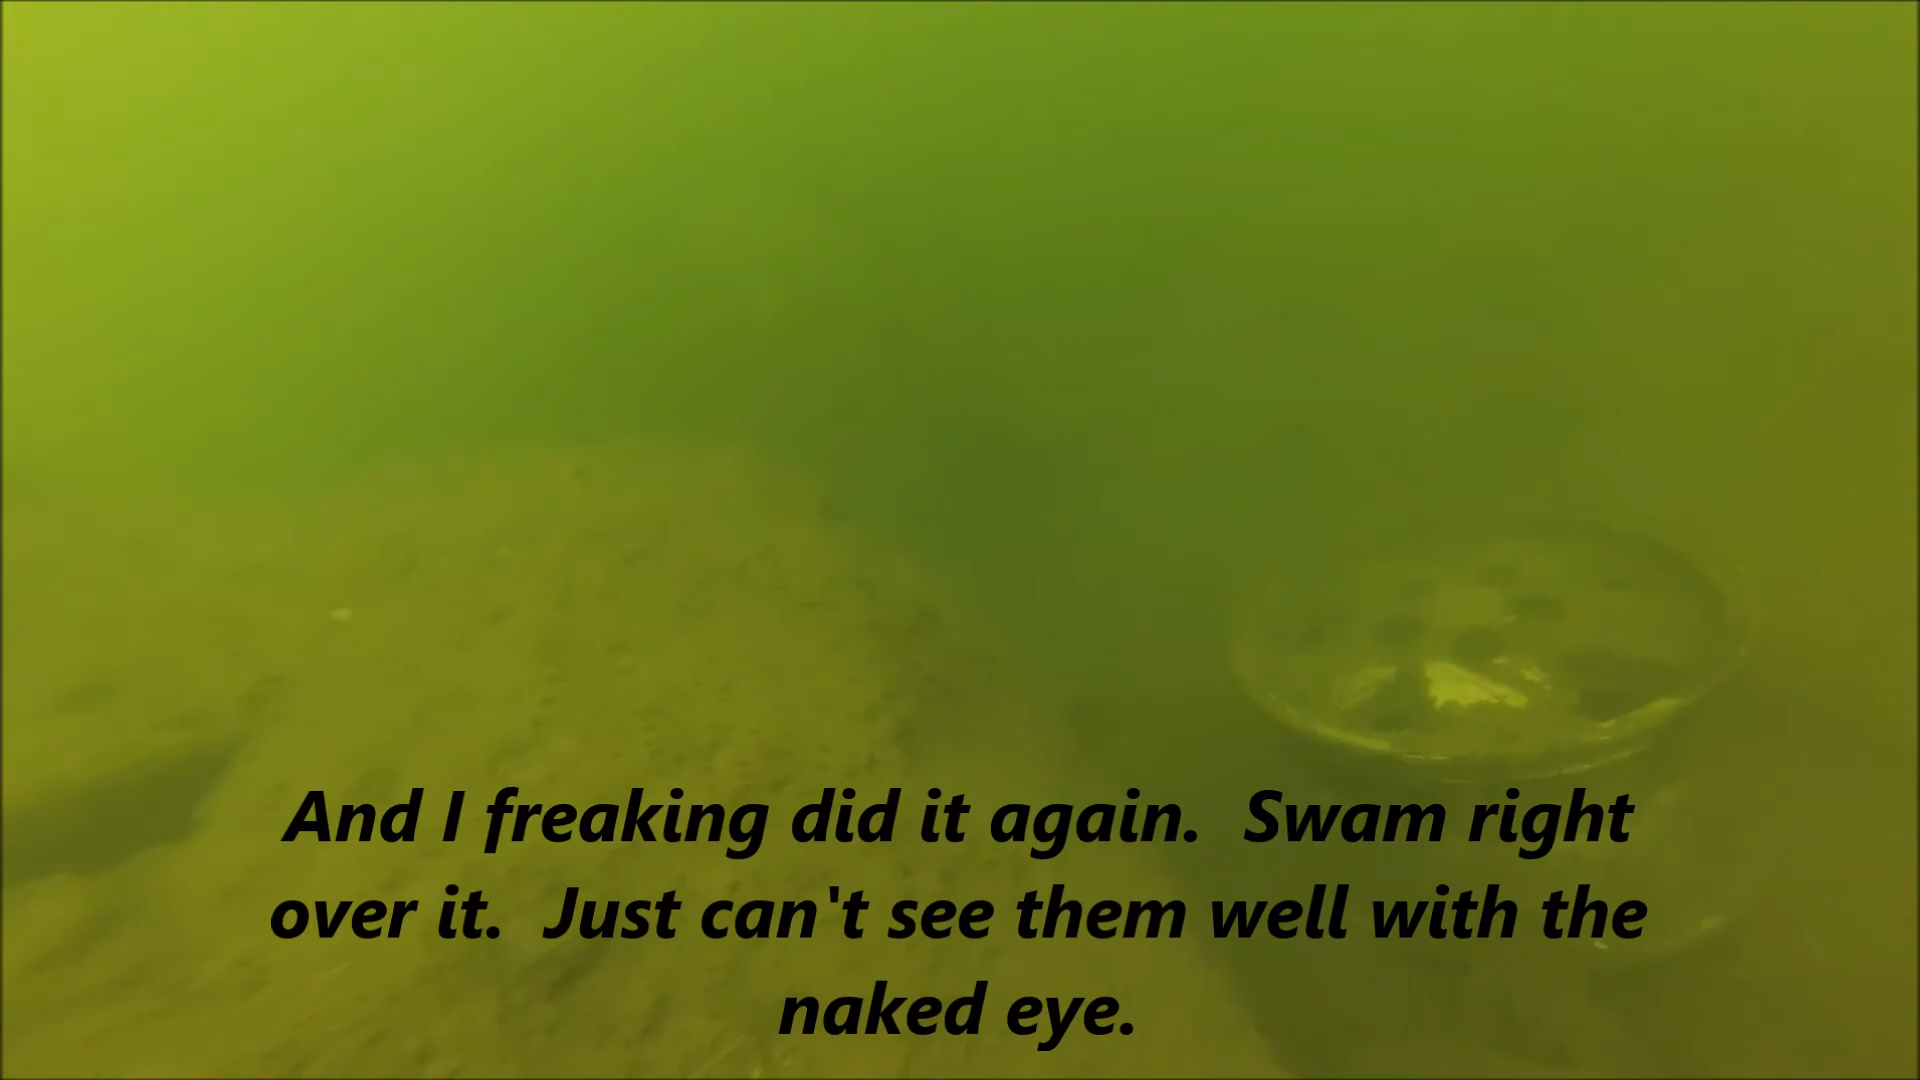 And I freaking did it again.  Swam right
over it.  Just can't see them well with the
naked eye.